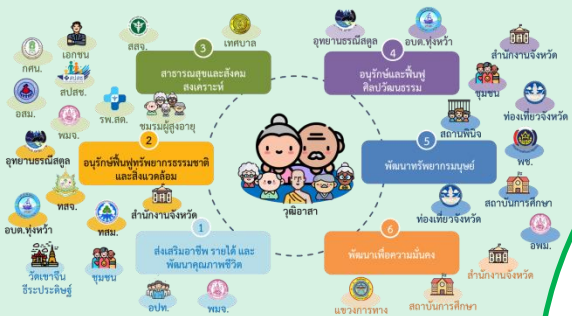 3
สาธารณสุขและสังคม
สงเคราะห์
กศน.
เอกชน
สสจ.
เทศบาล
อสม.
สปสช.
พมจ.
รพ.สต.
ชมรมผู้สูงอายุ
4
อนุรักษ์และฟื้นฟู
ศิลปวัฒนธรรม
อุทยานธรณีสตูล
อบต.ทุ่งหว้า
สำนักงานจังหวัด
ชุมชน
ท่องเที่ยวจังหวัด
2
อนุรักษ์ฟื้นฟูทรัพยากรธรรมชาติ
และสิ่งแวดล้อม
อุทยานธรณีสตูล
ทสจ.
อบต.ทุ่งหว้า
ทสม.
สำนักงานจังหวัด
วัดเขาจีน
ธีระประดิษฐ์
ชุมชน
วุฒิอาสา
5
พัฒนาทรัพยากรมนุษย์
สถานพินิจ
พช.
สถาบันการศึกษา
ท่องเที่ยวจังหวัด
อพม.
1
ส่งเสริมอาชีพ รายได้ และ
พัฒนาคุณภาพชีวิต
อปท.
พมจ.
6
พัฒนาเพื่อความมั่นคง
แขวงการทาง
สถาบันการศึกษา
สำนักงานจังหวัด